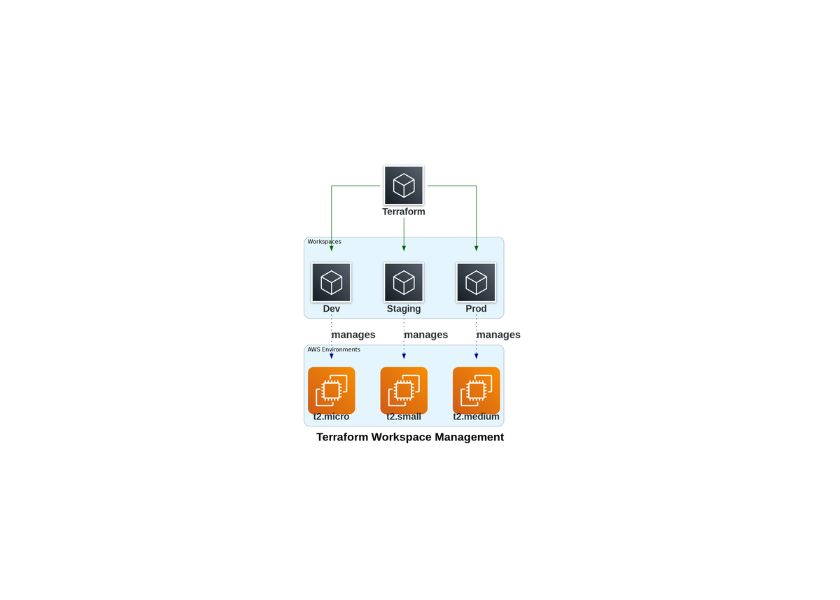 Terraform
Workspaces
Dev Staging Prod
manages manages manages
AWS Environments
t2.micro t2.small t2.medium
Terraform Workspace Management